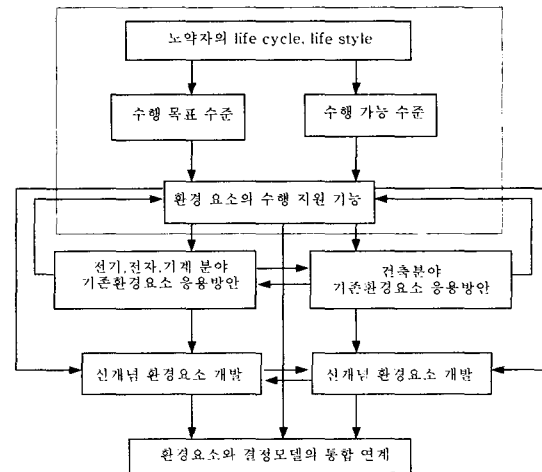 노약자의 life cycle, life style
수행 목표 수준
수행 가능 수준
환경 요소의 수행 지원 기능
전기,전자,기계 분야
기존환경요소 응용방안
건축분야
기존환경요소 응용방안
신개념 환경요소 개발
신개념 환경요소 개발
환경요소와 결정모델의 통합 연계